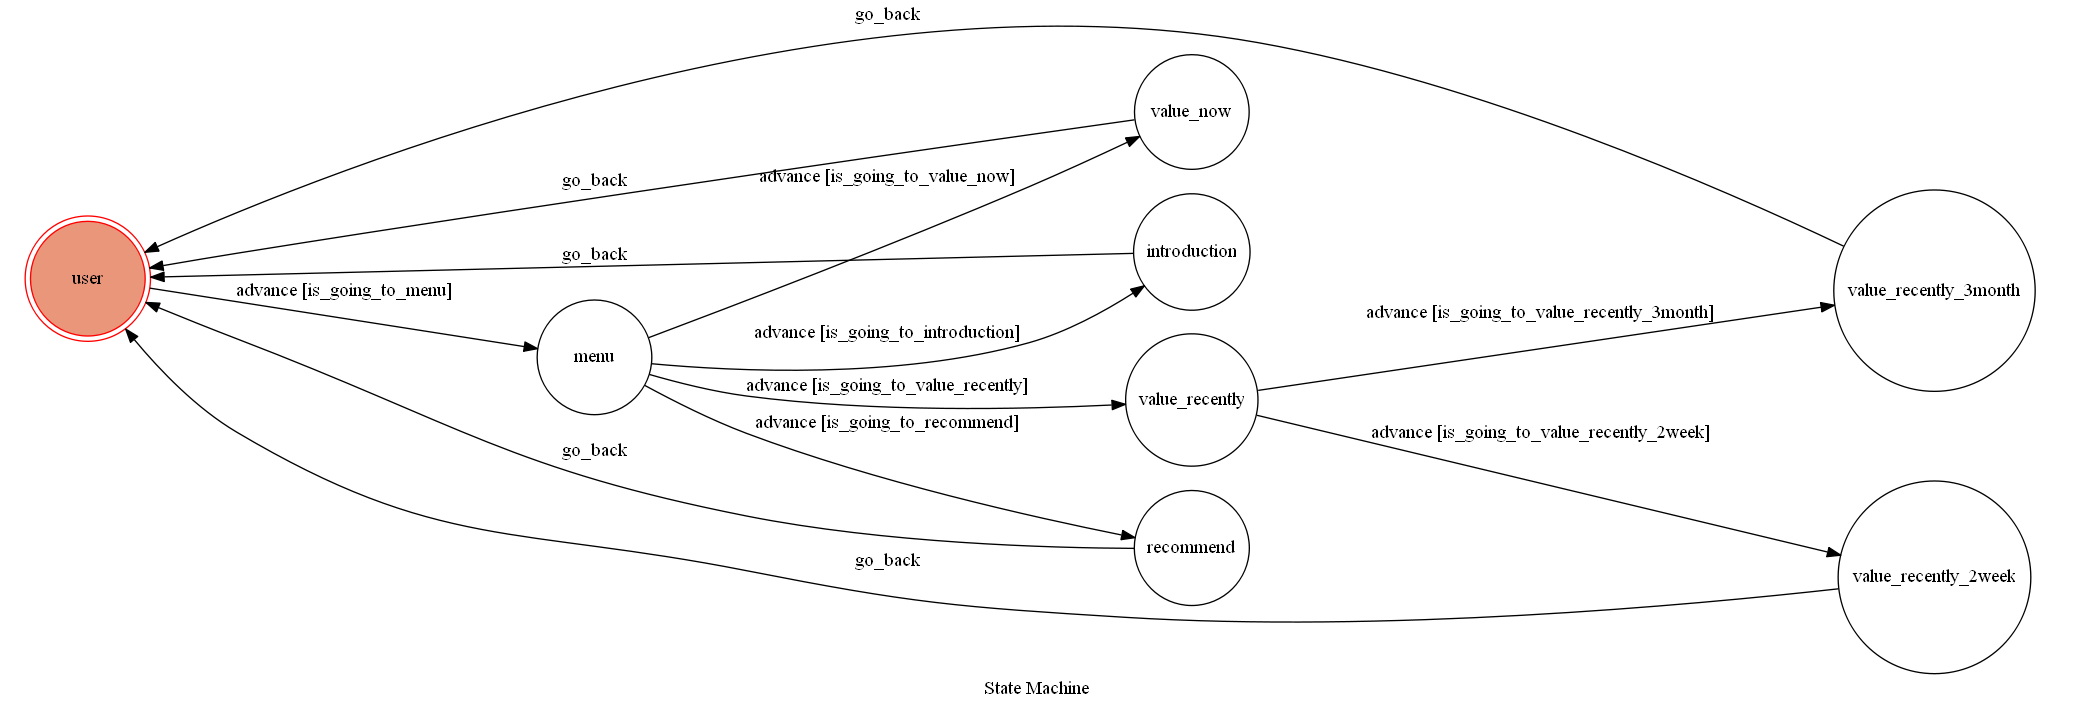 go_back
value_now
advance [is_going_to_value_now]
go_back
introduction
go_back
user
advance [is_going_to_menu]
value_recently_3month
advance [is_going_to_value_recently_3month]
advance [is_going_to_introduction]
menu
advance [is_going_to_value_recently]
value_recently
advance [is_going_to_recommend]
advance [is_going_to_value_recently_2week]
go_back
recommend
go_back
value_recently_2week
State Machine